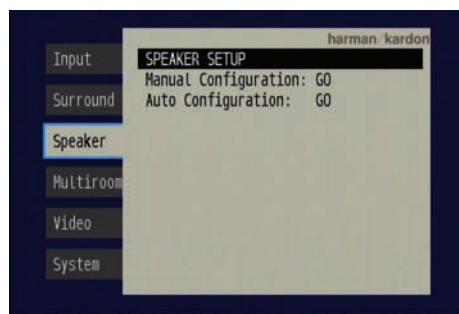 harman/kardon
Input
Surround
Speaker
Multiroom
Video
System
SPEAKER SETUP
Manual Configuration: GO
Auto Configuration: GO